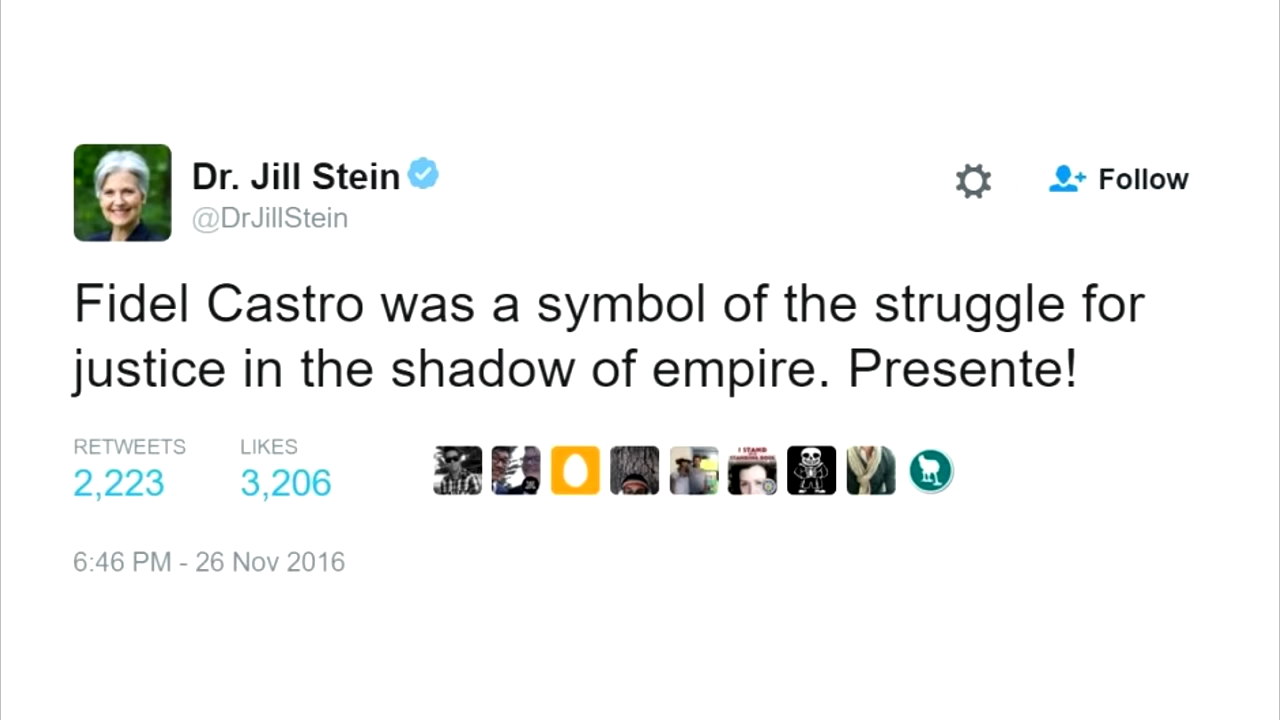 Dr. Jill Stein
@DrJillStein
Follow
Fidel Castro was a symbol of the struggle for
justice in the shadow of empire. Presente!
RETWEETS LIKES
2,223 3,206
I STAND
6:46 PM - 26 Nov 2016